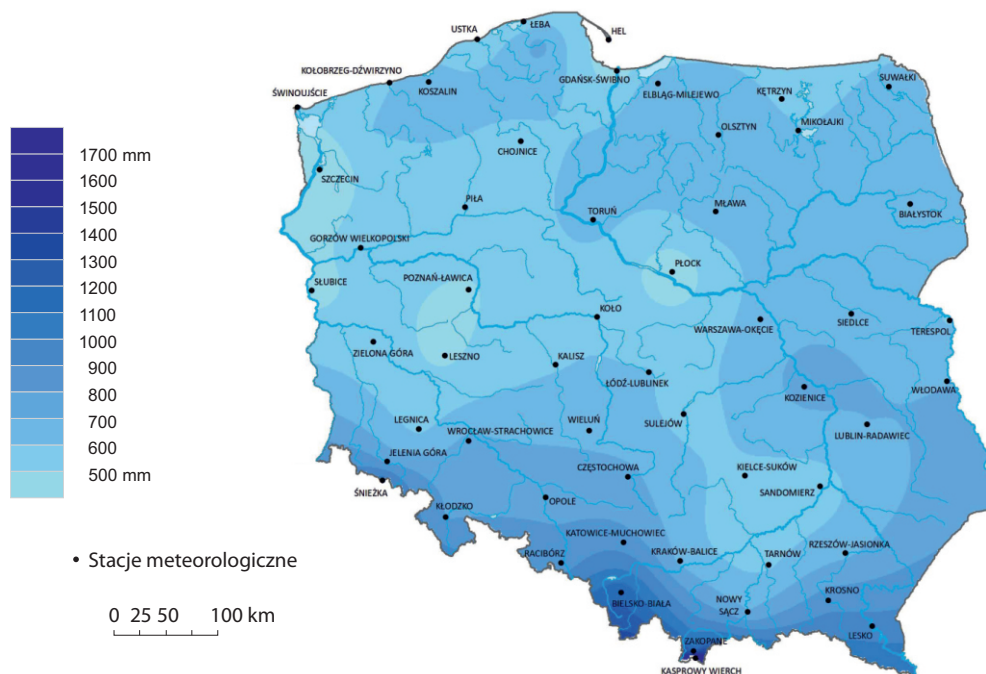 ŁEBA
USTKA
HEL
KOŁOBRZEG-DŹWIRZYNO
KOSZALIN
GDAŃSK-ŚWIBNO
ELBLĄG-MILEJEWO
KĘTRZYN
SUWAŁKI
ŚWINOUJŚCIE
MIKOŁAJKI
OLSZTYN
CHOJNICE
SZCZECIN
PIŁA
MŁAWA
BIAŁYSTOK
TORUŃ
GORZÓW WIELKOPOLSKI
PŁOCK
SŁUBICE
POZNAŃ-ŁAWICA
KOŁO
WARSZAWA-OKĘCIE
SIEDLCE
TERESPOL
ZIELONA GÓRA
LESZNO
KALISZ
ŁÓDŹ-LUBLINEK
KOZIENICE
WŁODAWA
LEGNICA
WROCŁAW-STRACHOWICE
WIELUŃ
SULEJÓW
LUBLIN-RADAWIEC
JELENIA GÓRA
CZĘSTOCHOWA
KIELCE-SUKÓW
ŚNIEŻKA
OPOLE
SANDOMIERZ
KŁODZKO
KATOWICE-MUCHOWIEC
RACIBÓRZ
KRAKÓW-BALICE
TARNÓW
RZESZÓW-JASIONKA
BIELSKO-BIAŁA
NOWY
SĄCZ
KROSNO
LESKO
ZAKOPANE
KASPROWY WIERCH
1700 mm
1600
1500
1400
1300
1200
1000
900
800
700
600
500 mm
• Stacje meteorologiczne
0 25 50 100 km